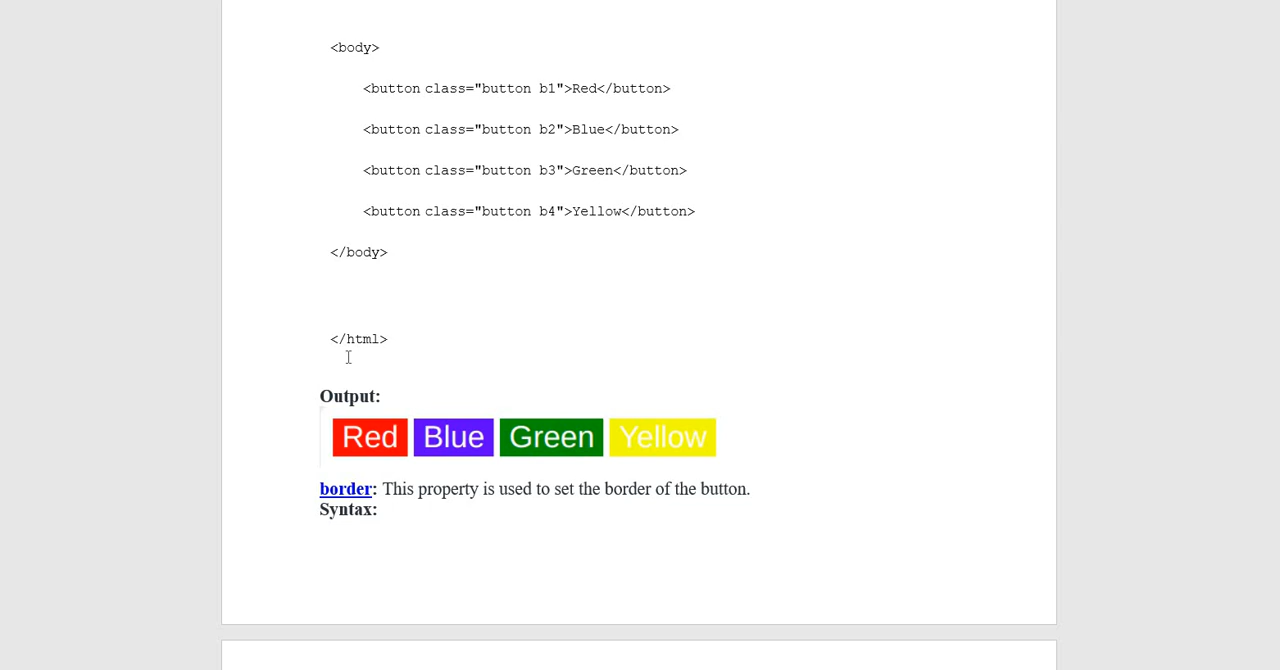 <body>
<button class="button b1">Red</button>
<button class="button b2">Blue</button>
<button class="button b3">Green</button>
<button class="button b4">Yellow</button>
</body>
</html>
Output:
Red Blue Green Yellow
border: This property is used to set the border of the button.
Syntax: